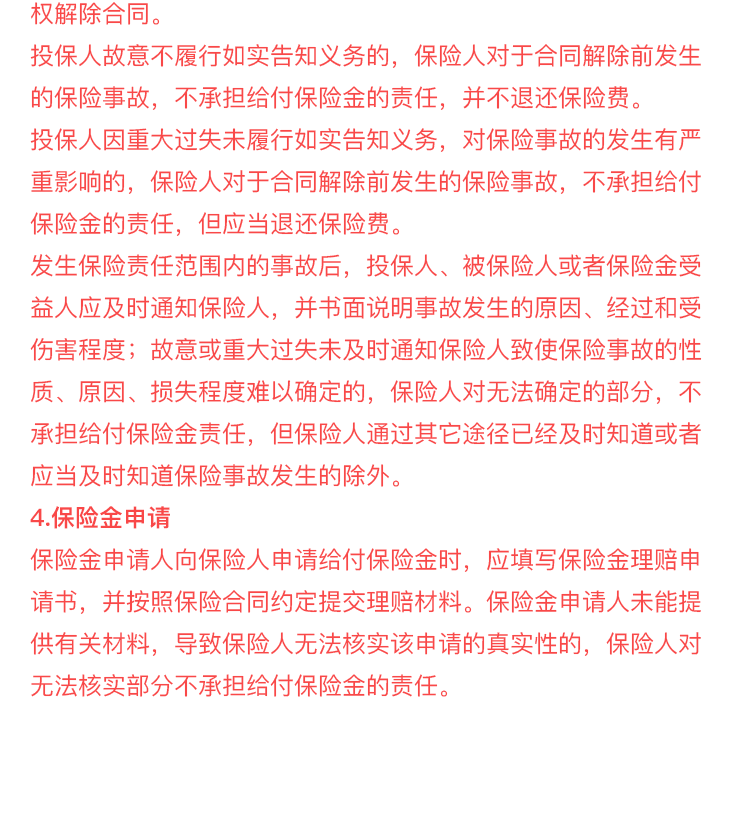 权解除合同。
投保人故意不履行如实告知义务的，保险人对于合同解除前发生
的保险事故，不承担给付保险金的责任，并不退还保险费。
投保人因重大过失未履行如实告知义务，对保险事故的发生有严
重影响的，保险人对于合同解除前发生的保险事故，不承担给付
保险金的责任，但应当退还保险费。
发生保险责任范围内的事故后，投保人、被保险人或者保险金受
益人应及时通知保险人，并书面说明事故发生的原因、经过和受
伤害程度；故意或重大过失未及时通知保险人致使保险事故的性
质、原因、损失程度难以确定的，保险人对无法确定的部分，不
承担给付保险金责任，但保险人通过其它途径已经及时知道或者
应当及时知道保险事故发生的除外。
4.保险金申请
保险金申请人向保险人申请给付保险金时，应填写保险金理赔申
请书，并按照保险合同约定提交理赔材料。保险金申请人未能提
供有关材料，导致保险人无法核实该申请的真实性的，保险人对
无法核实部分不承担给付保险金的责任。